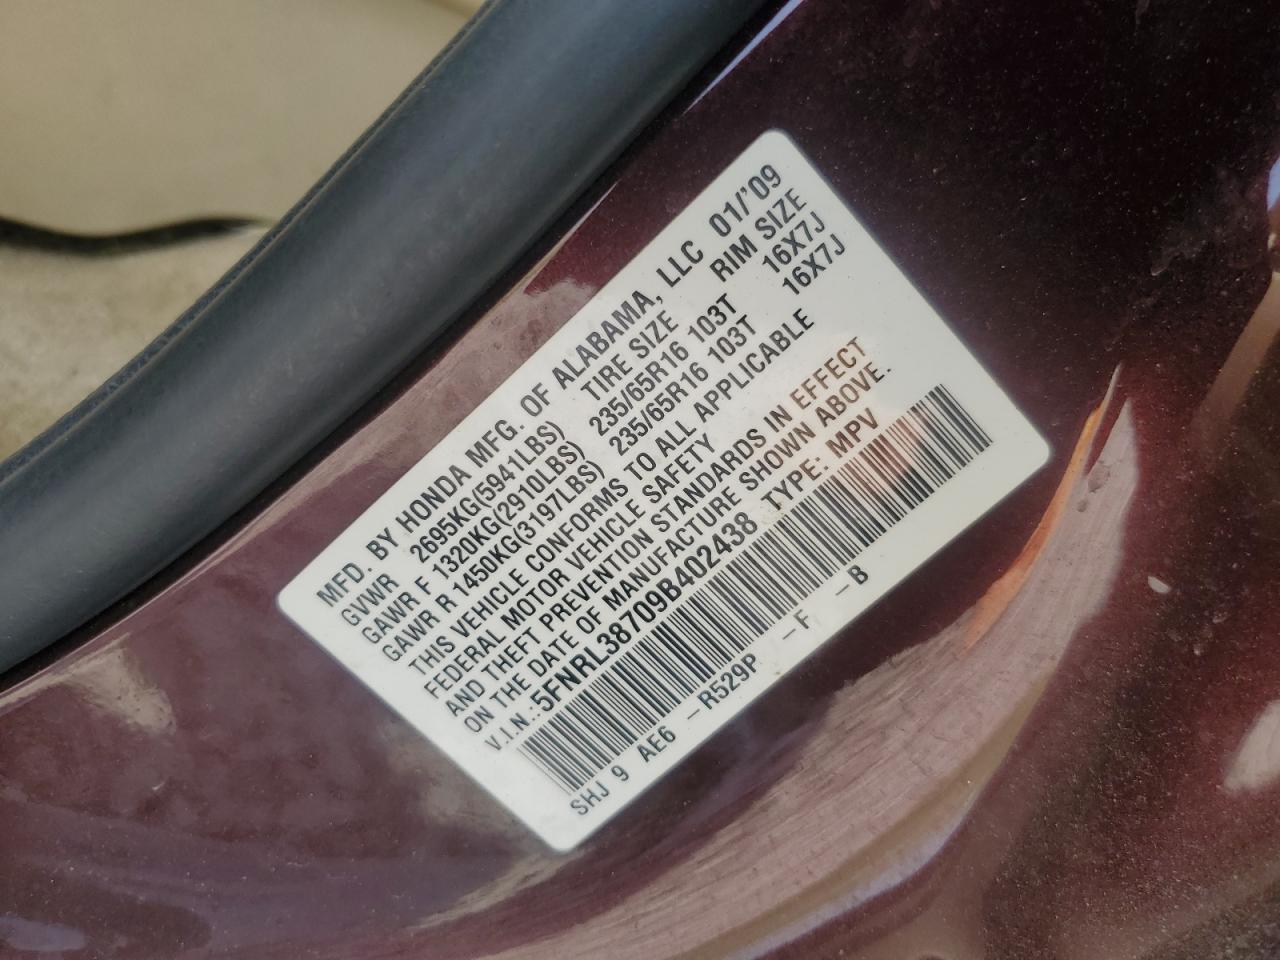 MFD. BY HONDA MFG. OF ALABAMA, LLC 01/'09
GVWR 2695KG(5941LBS) TIRE SIZE RIM SIZE
GAWR F 1320KG(2910LBS) 235/65R16 103T 16X7J
GAWR R 1450KG(3197LBS) 235/65R16 103T 16X7J
THIS VEHICLE CONFORMS TO ALL APPLICABLE
FEDERAL MOTOR VEHICLE SAFETY
AND THEFT PREVENTION STANDARDS IN EFFECT
ON THE DATE OF MANUFACTURE SHOWN ABOVE.
V.I.N.:5FNRL38709B402438 TYPE: MPV
SHJ 9 AE6 -R529P -F -B